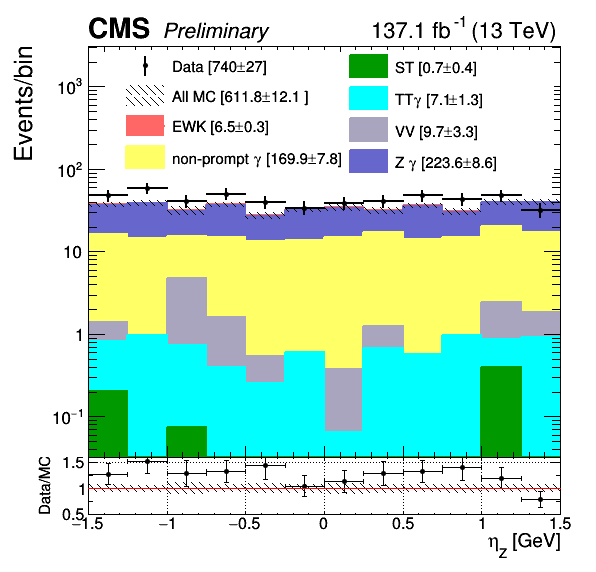 CMS Preliminary 137.1 fb⁻¹ (13 TeV)
Events/bin
Data [740±27]
All MC [611.8±12.1 ]
EWK [6.5±0.3]
non-prompt γ [169.9±7.8]
ST [0.7±0.4]
TTγ [7.1±1.3]
VV [9.7±3.3]
Z γ [223.6±8.6]
10³
10²
10
1
10⁻¹
Data/MC
1.5
1
0.5
−1.5 −1 −0.5 0 0.5 1 1.5
η_Z [GeV]